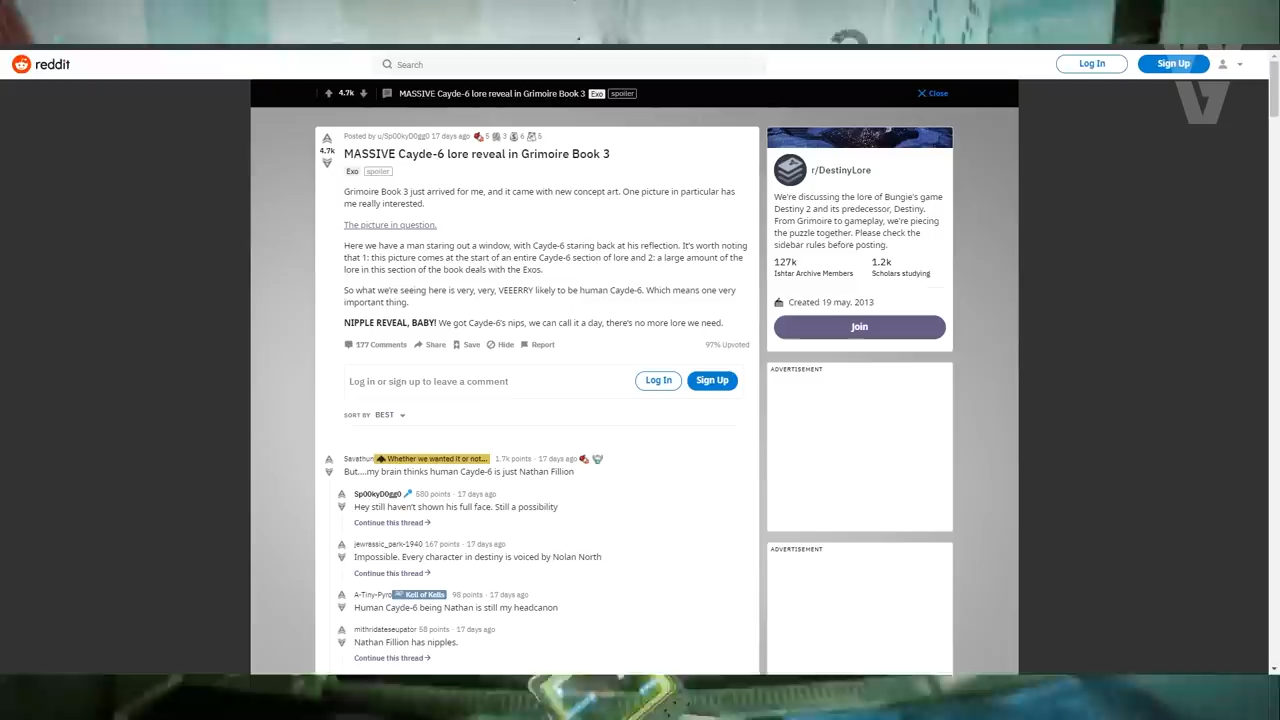 reddit
Search
Log In
Sign Up
W
G
4.7k
MASSIVE Cayde-6 lore reveal in Grimoire Book 3 Exo spoiler
Close
Posted by u/Sp00kyD0gg0 17 days ago 5 3 6 5
4.7k
MASSIVE Cayde-6 lore reveal in Grimoire Book 3
Exo spoiler
Grimoire Book 3 just arrived for me, and it came with new concept art. One picture in particular has
me really interested.
The picture in question.
Here we have a man staring out a window, with Cayde-6 staring back at his reflection. It's worth noting
that 1: this picture comes at the start of an entire Cayde-6 section of lore and 2: a large amount of the
lore in this section of the book deals with the Exos.
So what we're seeing here is very, very, VEEERRY likely to be human Cayde-6. Which means one very
important thing.
NIPPLE REVEAL, BABY! We got Cayde-6's nips, we can call it a day, there's no more lore we need.
177 Comments Share Save Hide Report
97% Upvoted
Log in or sign up to leave a comment
Log In
Sign Up
SORT BY BEST
Savathun Whether we wanted it or not... 1.7k points · 17 days ago
But....my brain thinks human Cayde-6 is just Nathan Fillion
Sp00kyD0gg0 580 points · 17 days ago
Hey still haven't shown his full face. Still a possibility
Continue this thread
jewrassic_park-1940 167 points · 17 days ago
Impossible. Every character in destiny is voiced by Nolan North
Continue this thread
A-Tiny-Pyro Kell of Kells 98 points · 17 days ago
Human Cayde-6 being Nathan is still my headcanon
mithridateseupator 58 points · 17 days ago
Nathan Fillion has nipples.
Continue this thread
r/DestinyLore
We're discussing the lore of Bungie's game
Destiny 2 and its predecessor, Destiny.
From Grimoire to gameplay, we're piecing
the puzzle together. Please check the
sidebar rules before posting.
127k
1.2k
Ishtar Archive Members
Scholars studying
Created 19 may. 2013
Join
ADVERTISEMENT
ADVERTISEMENT